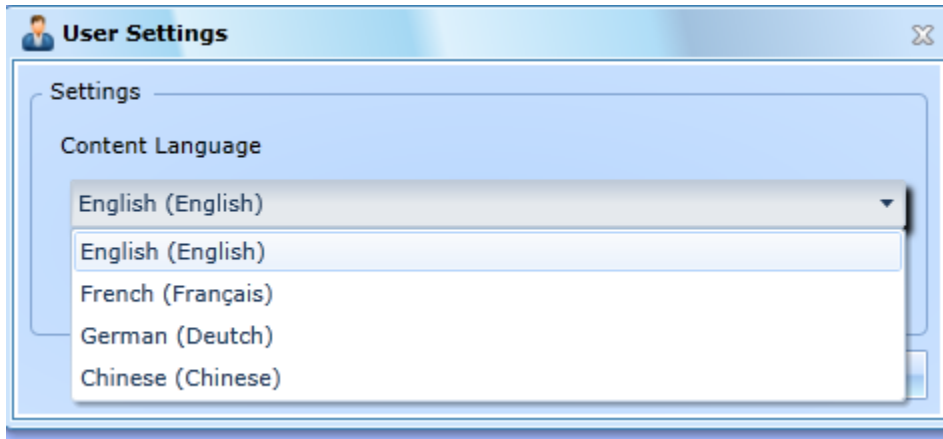 User Settings
Settings
Content Language
English (English)
English (English)
French (Français)
German (Deutch)
Chinese (Chinese)